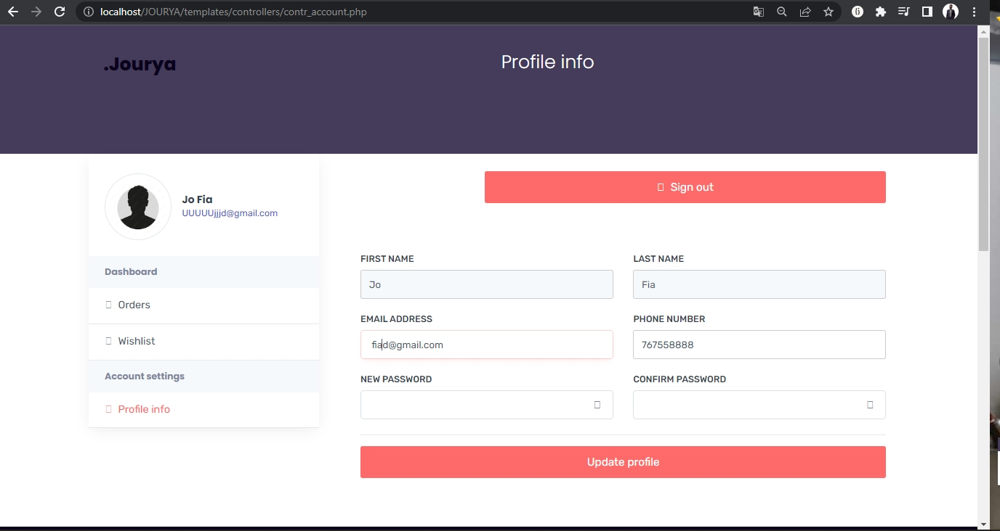 localhost/JOURYA/templates/controllers/contr_account.php
.Jourya
Profile info
Jo Fia
UUUUUjjjd@gmail.com
Sign out
Dashboard
Orders
Wishlist
Account settings
Profile info
FIRST NAME
LAST NAME
Jo
Fia
EMAIL ADDRESS
PHONE NUMBER
fiad@gmail.com
767558888
NEW PASSWORD
CONFIRM PASSWORD
Update profile